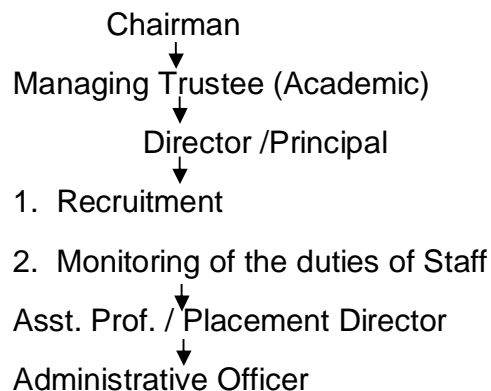 Chairman
Managing Trustee (Academic)
Director /Principal
1. Recruitment
2. Monitoring of the duties of Staff
Asst. Prof. / Placement Director
Administrative Officer